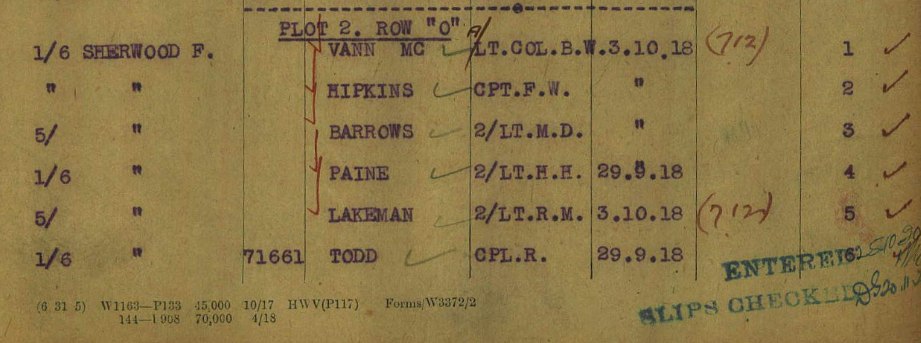 PLOT 2. ROW "O"
1/6 SHERWOOD F. VANN MC A/LT.COL.B.W. 3.10.18 (712) 1
" " HIPKINS CPT.F.W. " 2
5/ " BARROWS 2/LT.M.D. " 3
1/6 " PAINE 2/LT.H.H. 29.9.18 4
5/ " LAKEMAN 2/LT.R.M. 3.10.18 (712) 5
1/6 " 71661 TODD CPL.R. 29.9.18 6
ENTERED
SLIPS CHECKED
(6 31 5) W1163—P133 45,000 10/17 HWV(P117) Forms/W3372/2
144—1908 70,000 4/18